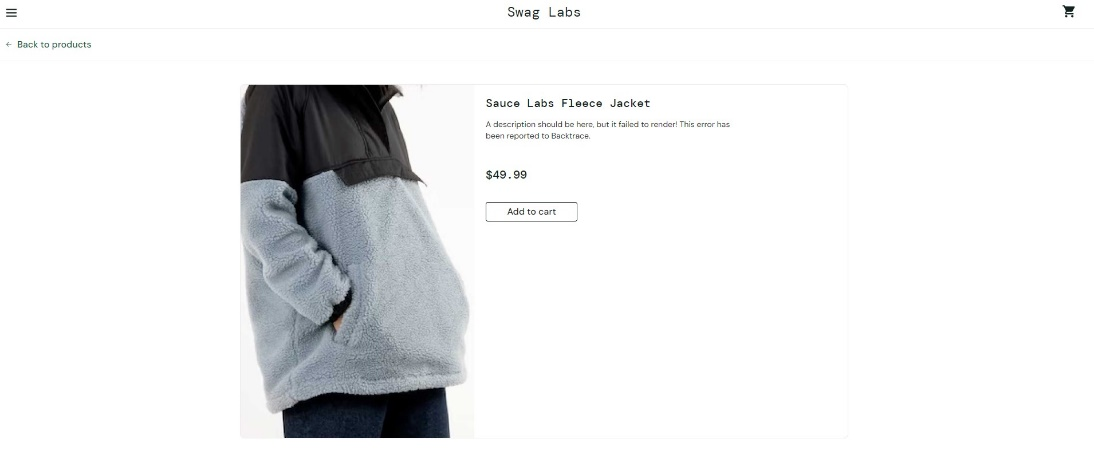 Swag Labs
← Back to products
Sauce Labs Fleece Jacket
A description should be here, but it failed to render! This error has
been reported to Backtrace.
$49.99
Add to cart